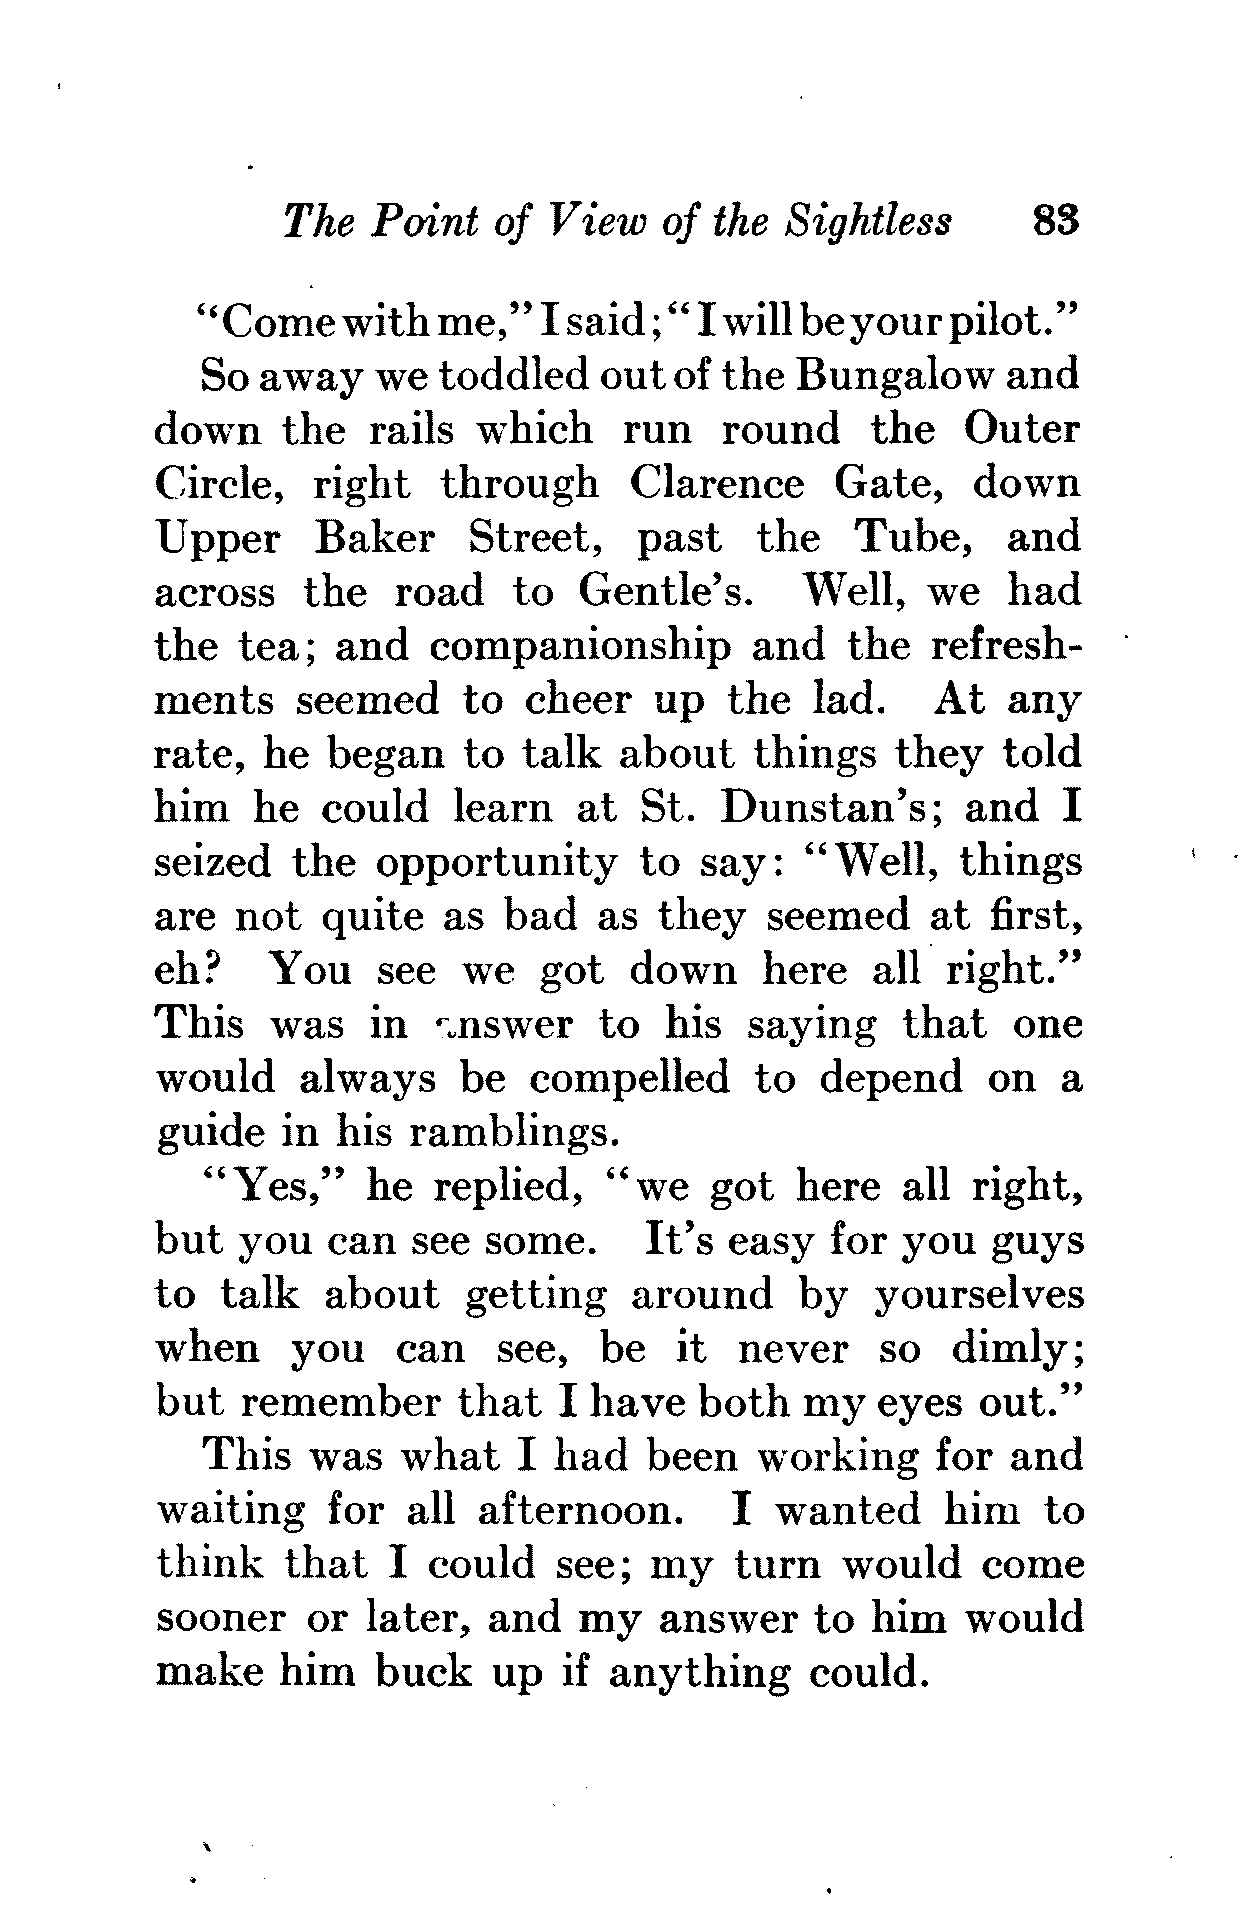 The Point of View of the Sightless 83
"Come with me," I said; "I will be your pilot."
So away we toddled out of the Bungalow and
down the rails which run round the Outer
Circle, right through Clarence Gate, down
Upper Baker Street, past the Tube, and
across the road to Gentle's. Well, we had
the tea; and companionship and the refresh-
ments seemed to cheer up the lad. At any
rate, he began to talk about things they told
him he could learn at St. Dunstan's; and I
seized the opportunity to say: "Well, things
are not quite as bad as they seemed at first,
eh? You see we got down here all right."
This was in answer to his saying that one
would always be compelled to depend on a
guide in his ramblings.
"Yes," he replied, "we got here all right,
but you can see some. It's easy for you guys
to talk about getting around by yourselves
when you can see, be it never so dimly;
but remember that I have both my eyes out."
This was what I had been working for and
waiting for all afternoon. I wanted him to
think that I could see; my turn would come
sooner or later, and my answer to him would
make him buck up if anything could.